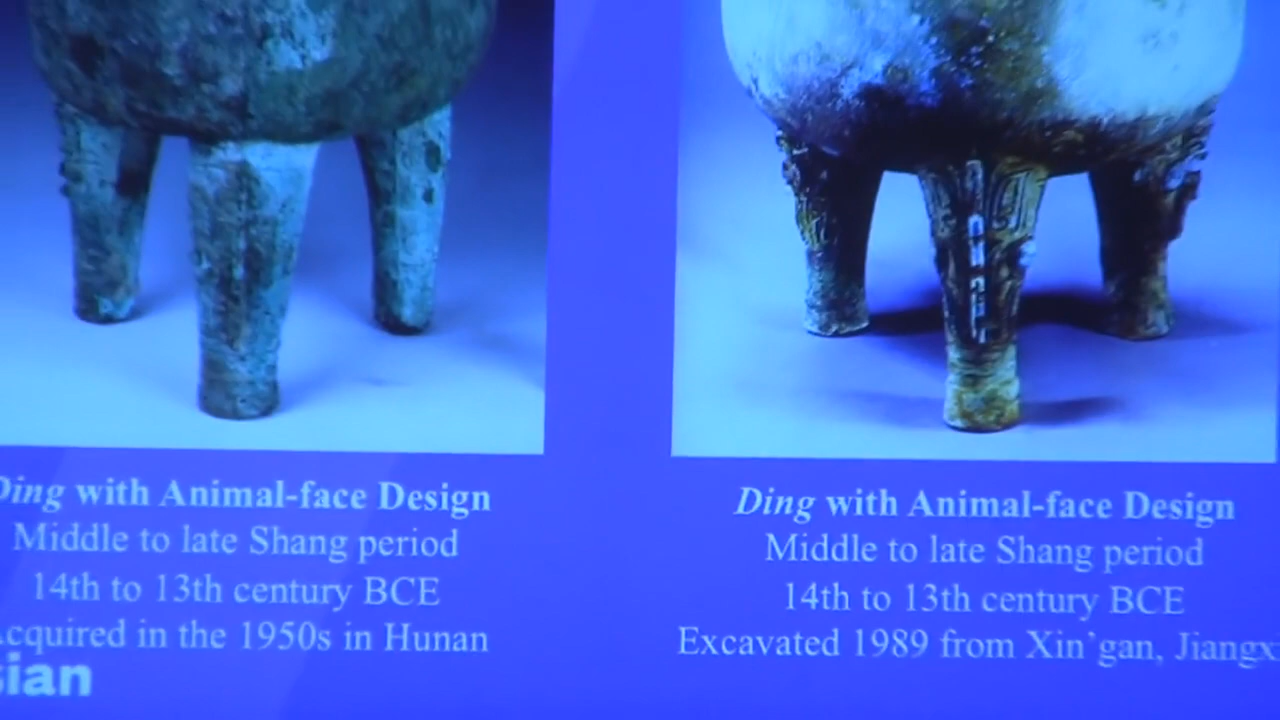 Ding with Animal-face Design
Middle to late Shang period
14th to 13th century BCE
Acquired in the 1950s in Hunan
sian
Ding with Animal-face Design
Middle to late Shang period
14th to 13th century BCE
Excavated 1989 from Xin'gan, Jiangx